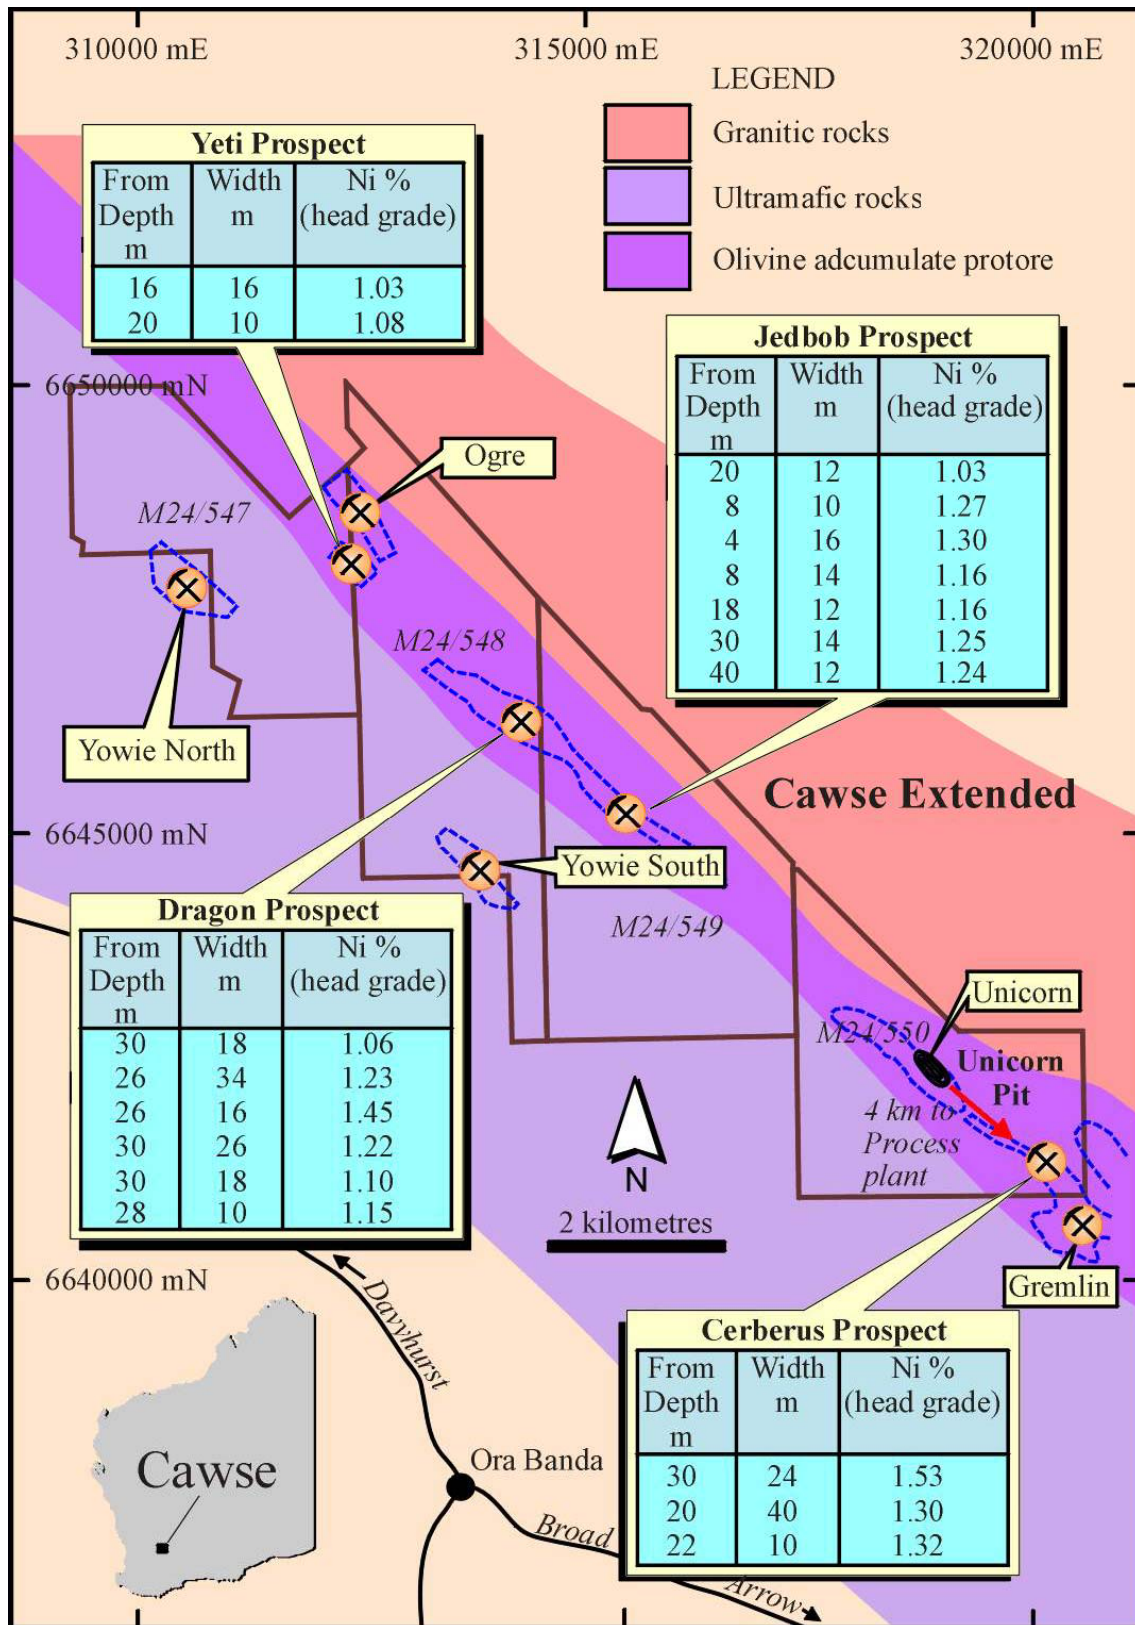 310000 mE
315000 mE
320000 mE
LEGEND
Granitic rocks
Ultramafic rocks
Olivine adcumulate protore
Yeti Prospect
From Depth m Width m Ni % (head grade)
16 16 1.03
20 10 1.08
Jedbob Prospect
From Depth m Width m Ni % (head grade)
20 12 1.03
8 10 1.27
4 16 1.30
8 14 1.16
18 12 1.16
30 14 1.25
40 12 1.24
6650000 mN
Ogre
M24/547
M24/548
Yowie North
Cawse Extended
6645000 mN
Yowie South
M24/549
Dragon Prospect
From Depth m Width m Ni % (head grade)
30 18 1.06
26 34 1.23
26 16 1.45
30 26 1.22
30 18 1.10
28 10 1.15
Unicorn
M24/550
Unicorn
Pit
4 km to
Process
plant
N
2 kilometres
6640000 mN
Gremlin
Davyhurst
Cerberus Prospect
From Depth m Width m Ni % (head grade)
30 24 1.53
20 40 1.30
22 10 1.32
Cawse
Ora Banda
Broad
Arrow